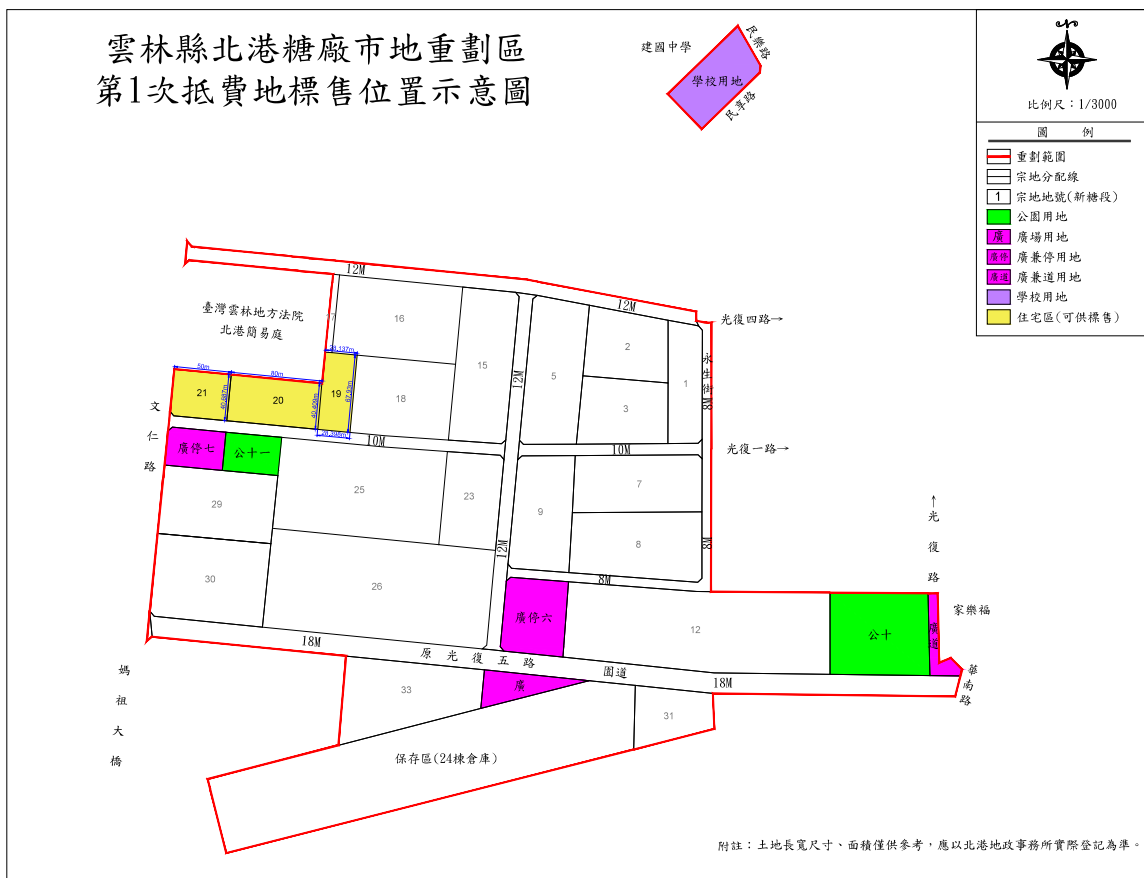 雲林縣北港糖廠市地重劃區
第1次抵費地標售位置示意圖
建國中學
民樂路
學校用地
民享路
比例尺：1/3000
圖 例
重劃範圍
宗地分配線
1 宗地地號(新糖段)
公園用地
廣 廣場用地
廣停 廣兼停用地
廣道 廣兼道用地
學校用地
住宅區(可供標售)
12M
12M
臺灣雲林地方法院
北港簡易庭
17
16
15
18
5
2
3
1
永生街
8M
光復四路→
光復一路→
12M
50m
80m
21
20
19
40.409m
67.93m
文仁路
10M
10M
廣停七
公十一
29
25
23
30
26
9
7
8
8M
12M
8M
廣停六
12
公十
廣道
←光復路
家樂福
華南路
18M
原光復五路
園道
18M
媽祖大橋
33
廣
31
保存區(24棟倉庫)
附註：土地長寬尺寸、面積僅供參考，應以北港地政事務所實際登記為準。